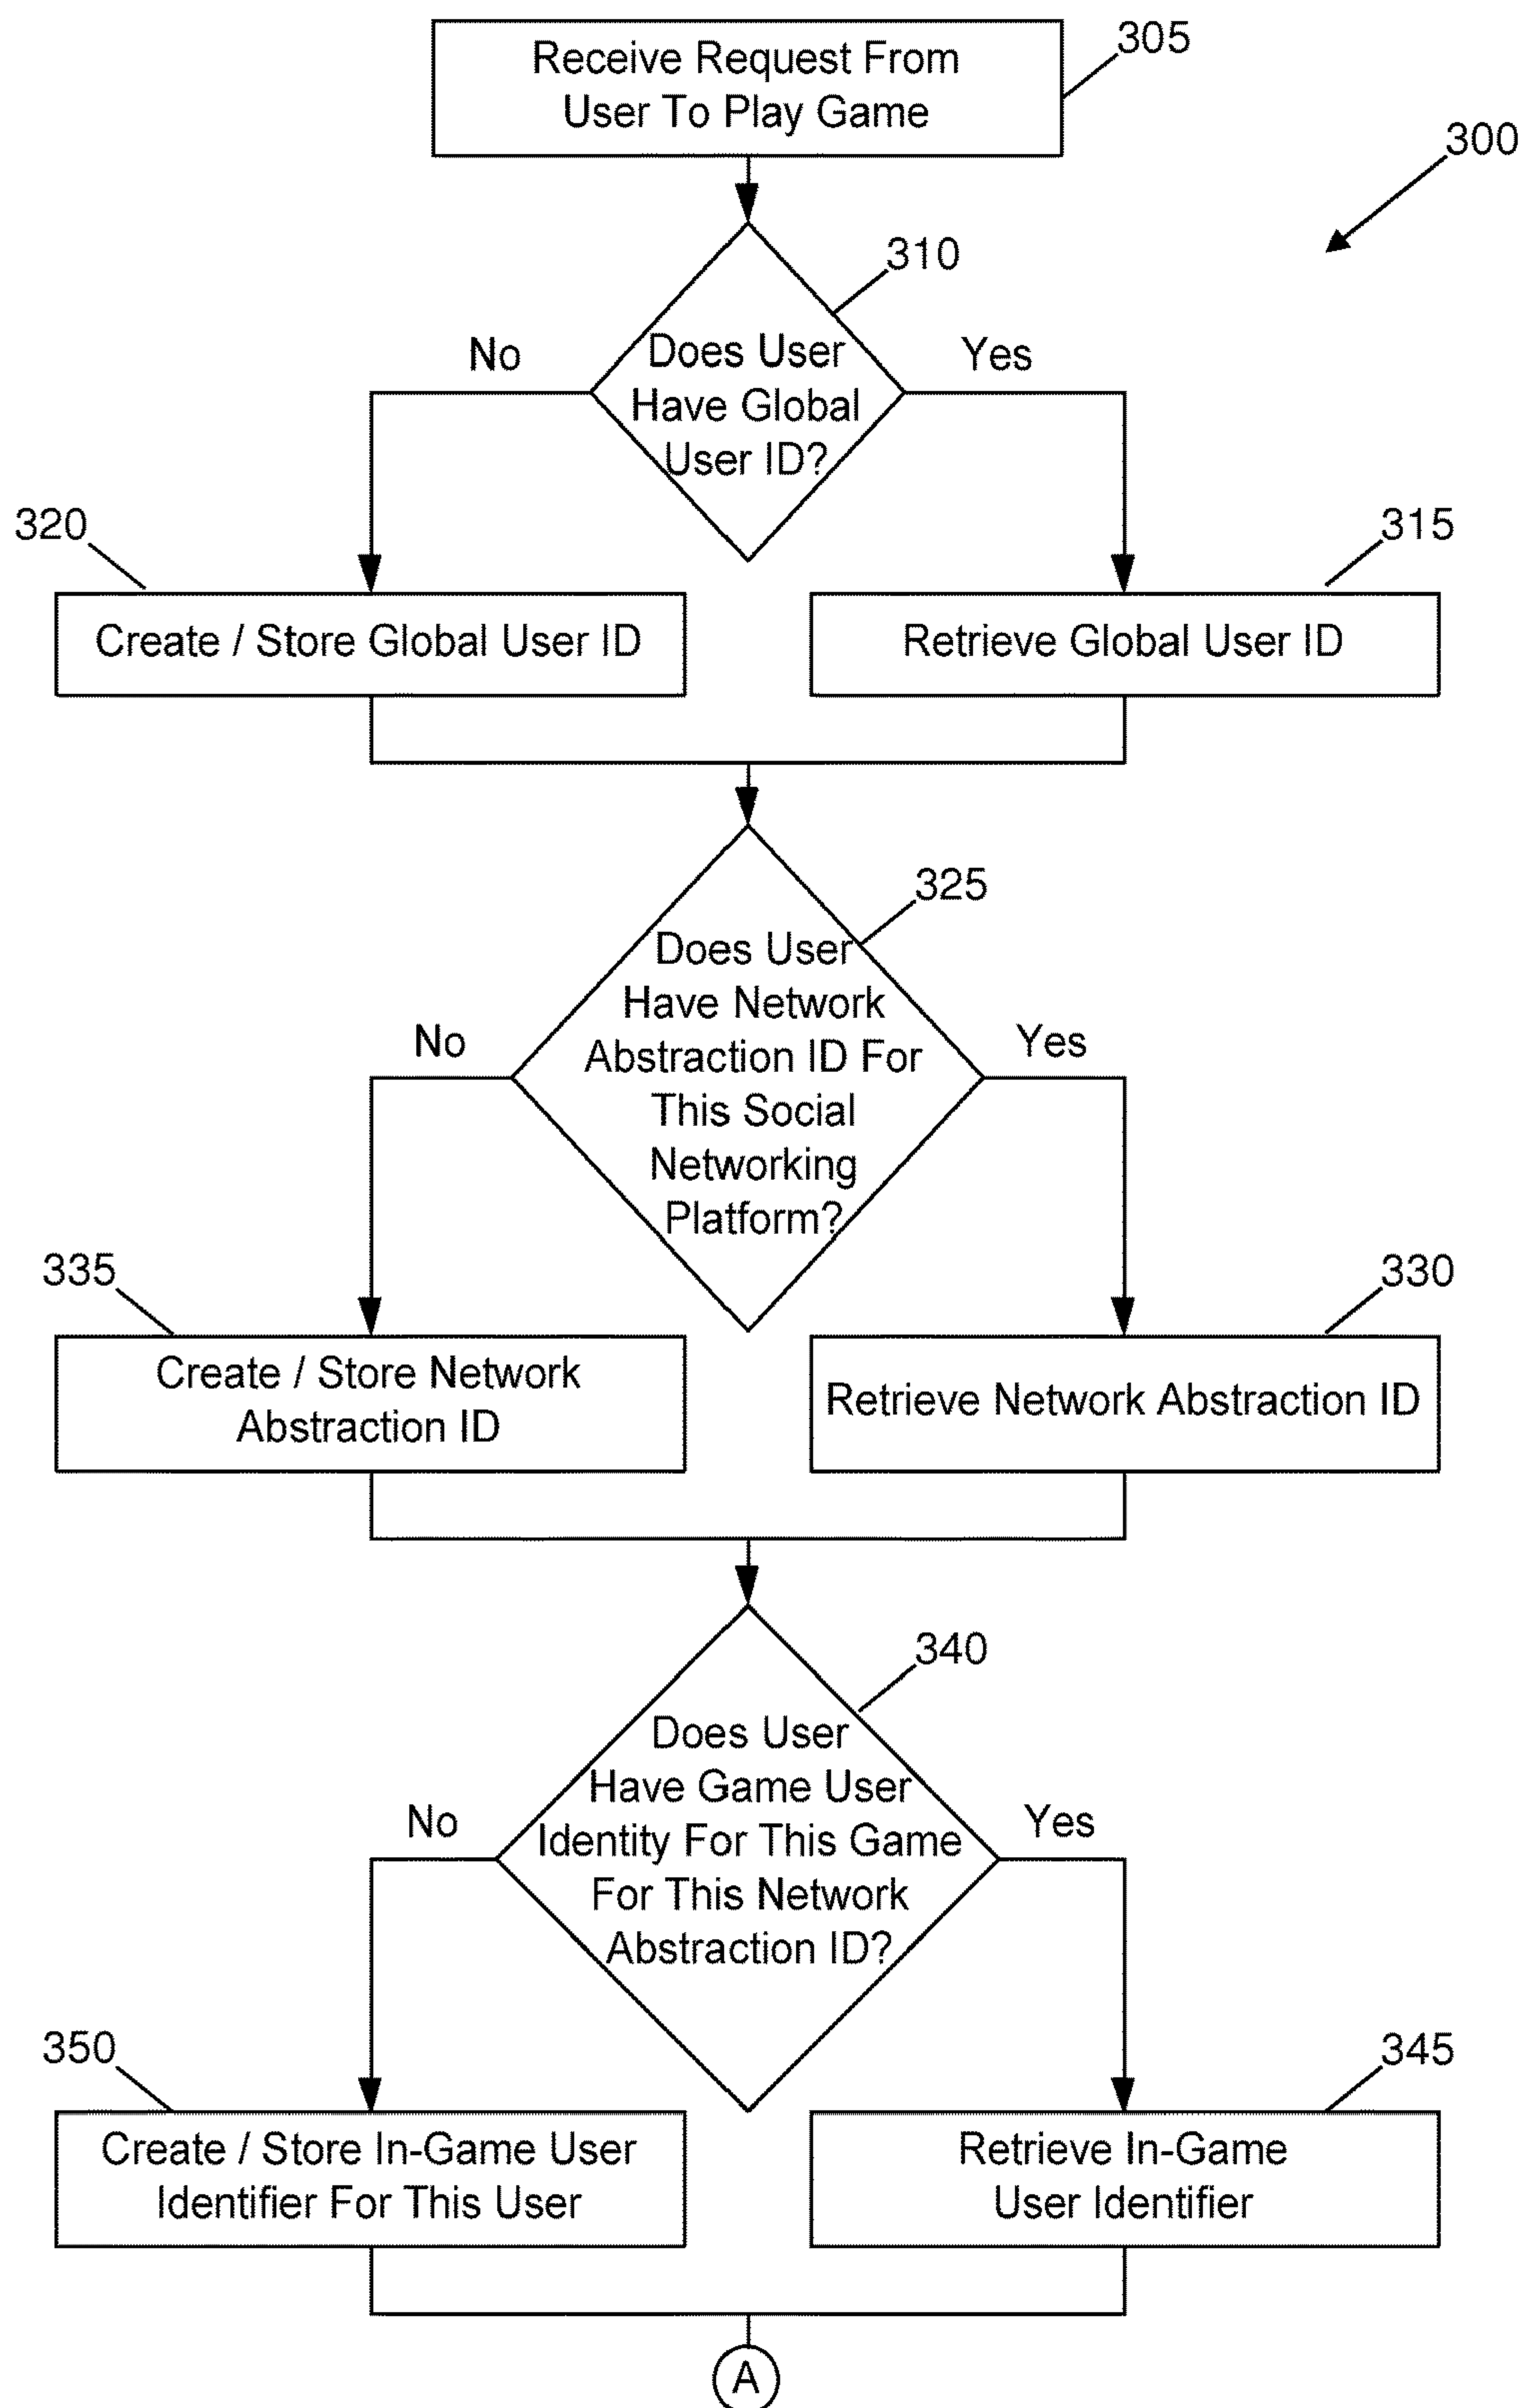 Receive Request From
User To Play Game
305
300
310
No
Yes
Does User
Have Global
User ID?
320
315
Create / Store Global User ID
Retrieve Global User ID
325
No
Yes
Does User
Have Network
Abstraction ID For
This Social
Networking
Platform?
335
330
Create / Store Network
Abstraction ID
Retrieve Network Abstraction ID
340
No
Yes
Does User
Have Game User
Identity For This Game
For This Network
Abstraction ID?
350
345
Create / Store In-Game User
Identifier For This User
Retrieve In-Game
User Identifier
A